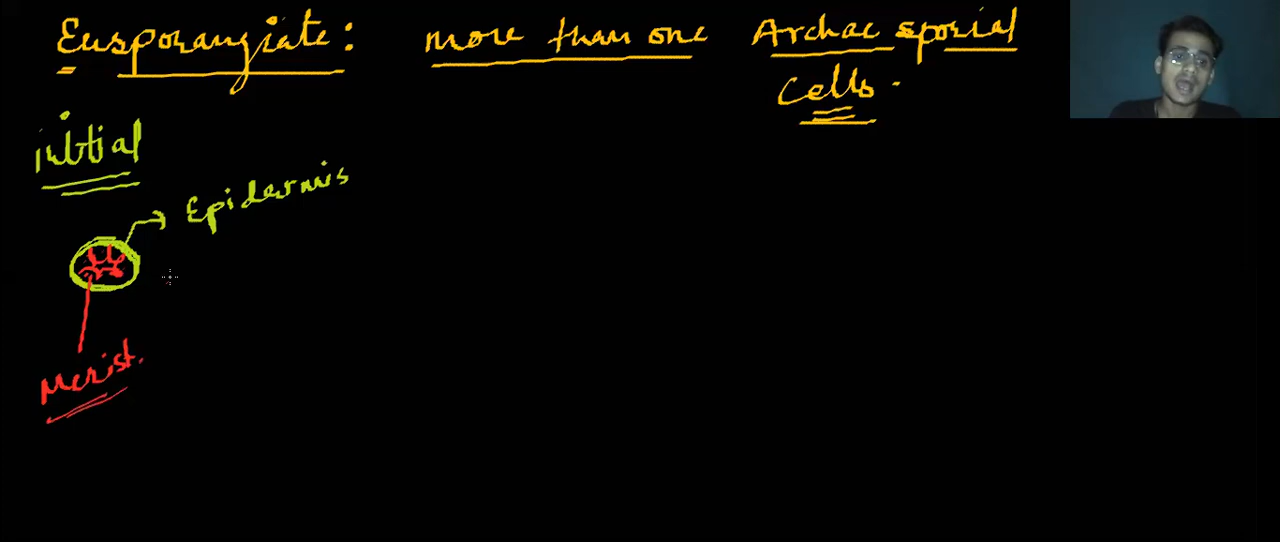 Eusporangiate: more than one Archaesporial
Cells.
initial
Epidermis
Merist.